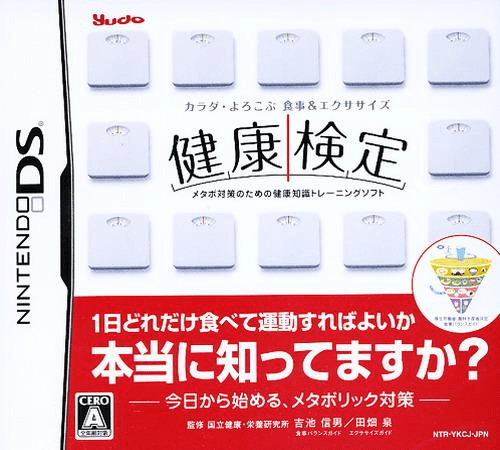 Yudo
カラダ・よろこぶ 食事&エクササイズ
健康検定
メタボ対策のための健康知識トレーニングソフト
NINTENDO DS
1日どれだけ食べて運動すればよいか
本当に知ってますか?
今日から始める、メタボリック対策
監修 国立健康・栄養研究所 吉池 信男/田畑 泉
食事バランスガイド エクササイズガイド
CERO
A
全年齢対象
NTR-YKCJ-JPN